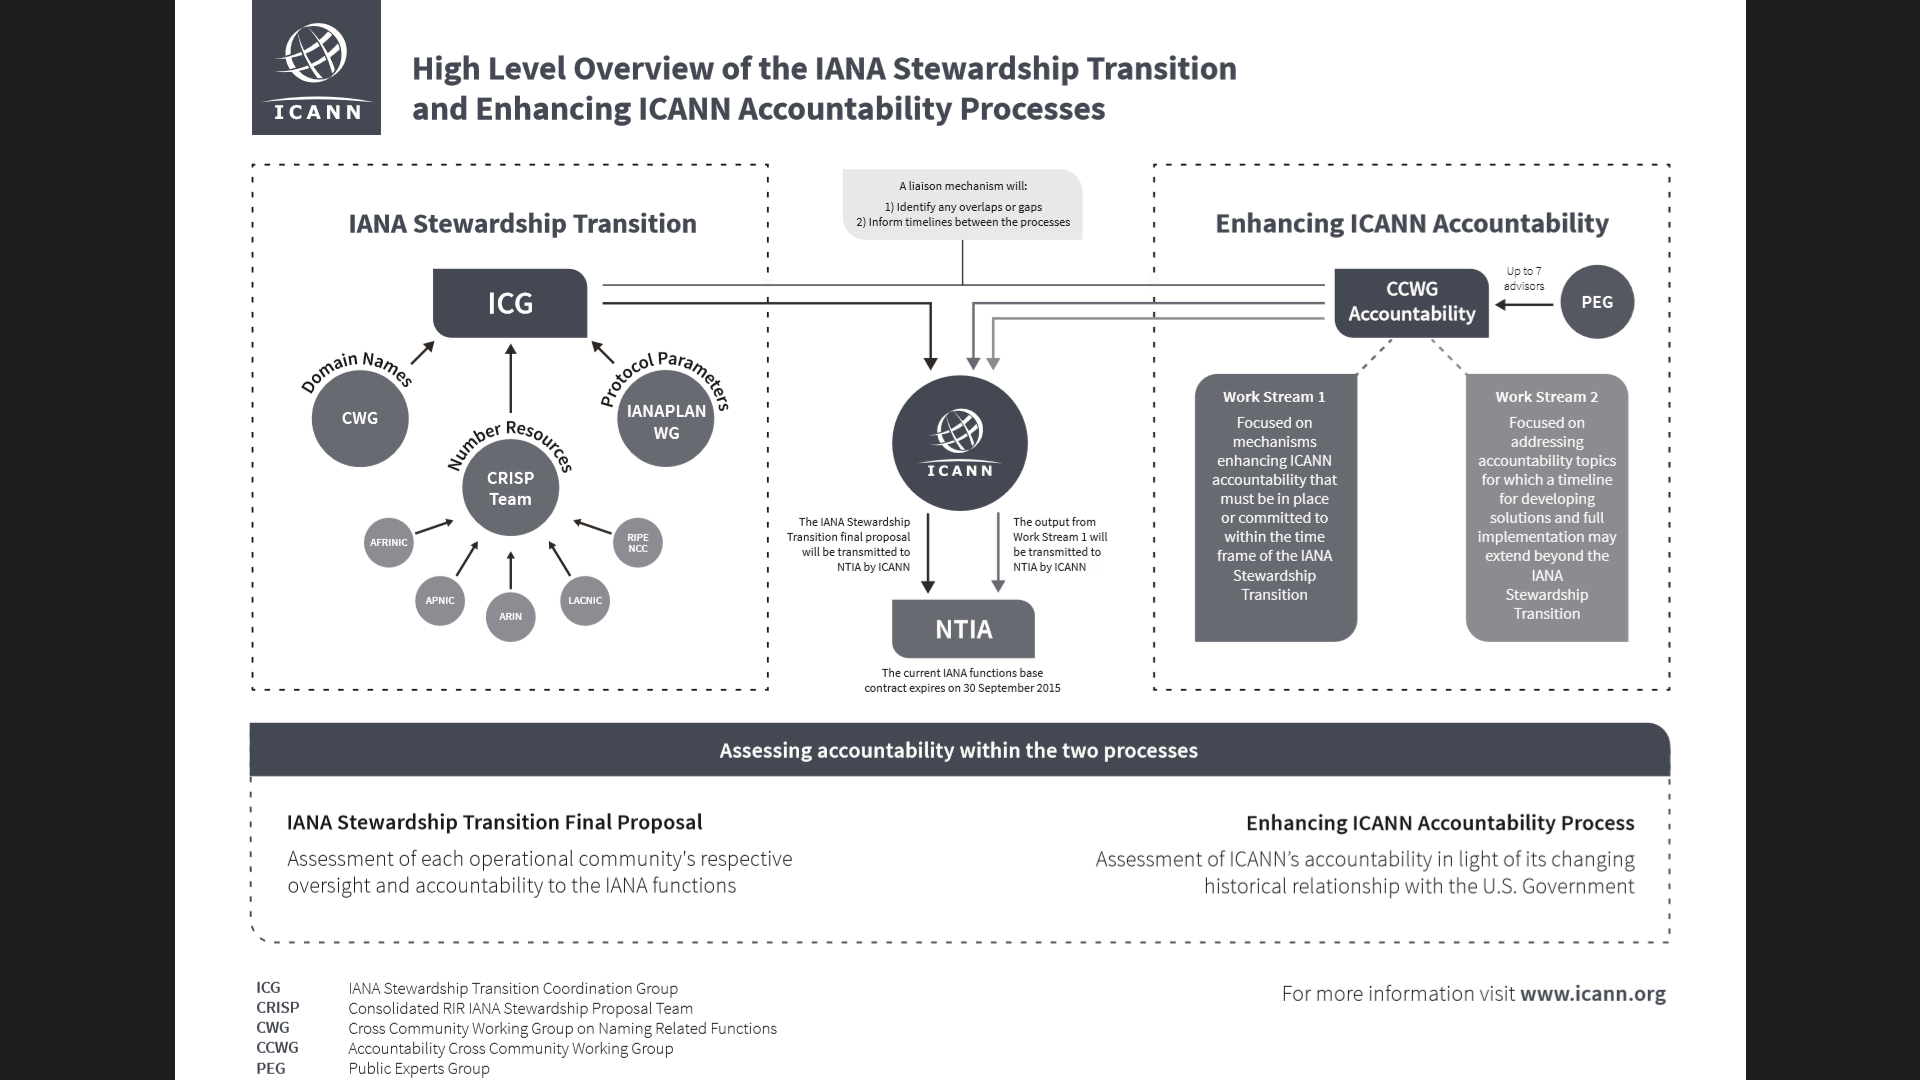 ICANN
High Level Overview of the IANA Stewardship Transition
and Enhancing ICANN Accountability Processes
IANA Stewardship Transition
ICG
Domain Names
CWG
Number Resources
CRISP
Team
Protocol Parameters
IANAPLAN
WG
AFRINIC
APNIC
ARIN
LACNIC
RIPE
NCC
A liaison mechanism will:
1) Identify any overlaps or gaps
2) Inform timelines between the processes
ICANN
The IANA Stewardship
Transition final proposal
will be transmitted to
NTIA by ICANN
The output from
Work Stream 1 will
be transmitted to
NTIA by ICANN
NTIA
The current IANA functions base
contract expires on 30 September 2015
Enhancing ICANN Accountability
CCWG
Accountability
Up to 7
advisors
PEG
Work Stream 1
Focused on
mechanisms
enhancing ICANN
accountability that
must be in place
or committed to
within the time
frame of the IANA
Stewardship
Transition
Work Stream 2
Focused on
addressing
accountability topics
for which a timeline
for developing
solutions and full
implementation may
extend beyond the
IANA
Stewardship
Transition
Assessing accountability within the two processes
IANA Stewardship Transition Final Proposal
Assessment of each operational community's respective
oversight and accountability to the IANA functions
Enhancing ICANN Accountability Process
Assessment of ICANN's accountability in light of its changing
historical relationship with the U.S. Government
ICG IANA Stewardship Transition Coordination Group
CRISP Consolidated RIR IANA Stewardship Proposal Team
CWG Cross Community Working Group on Naming Related Functions
CCWG Accountability Cross Community Working Group
PEG Public Experts Group
For more information visit www.icann.org